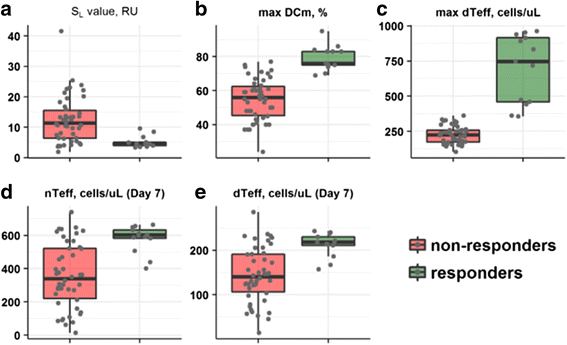 a
S_L value, RU
40
30
20
10
0
b
max DCm, %
80
60
40
c
max dTeff, cells/uL
1000
750
500
250
d
nTeff, cells/uL (Day 7)
600
400
200
0
e
dTeff, cells/uL (Day 7)
200
100
non-responders
responders